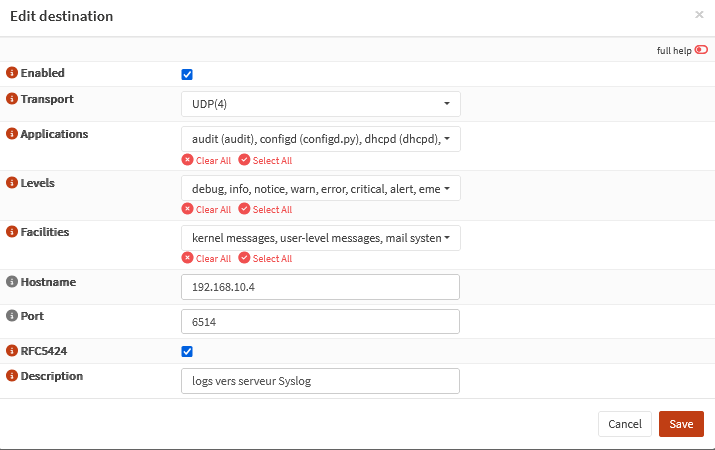 Edit destination
×
full help
Enabled
Transport
UDP(4)
Applications
audit (audit), configd (configd.py), dhcpd (dhcpd),
Clear All Select All
Levels
debug, info, notice, warn, error, critical, alert, eme
Clear All Select All
Facilities
kernel messages, user-level messages, mail system
Clear All Select All
Hostname
192.168.10.4
Port
6514
RFC5424
Description
logs vers serveur Syslog
Cancel
Save